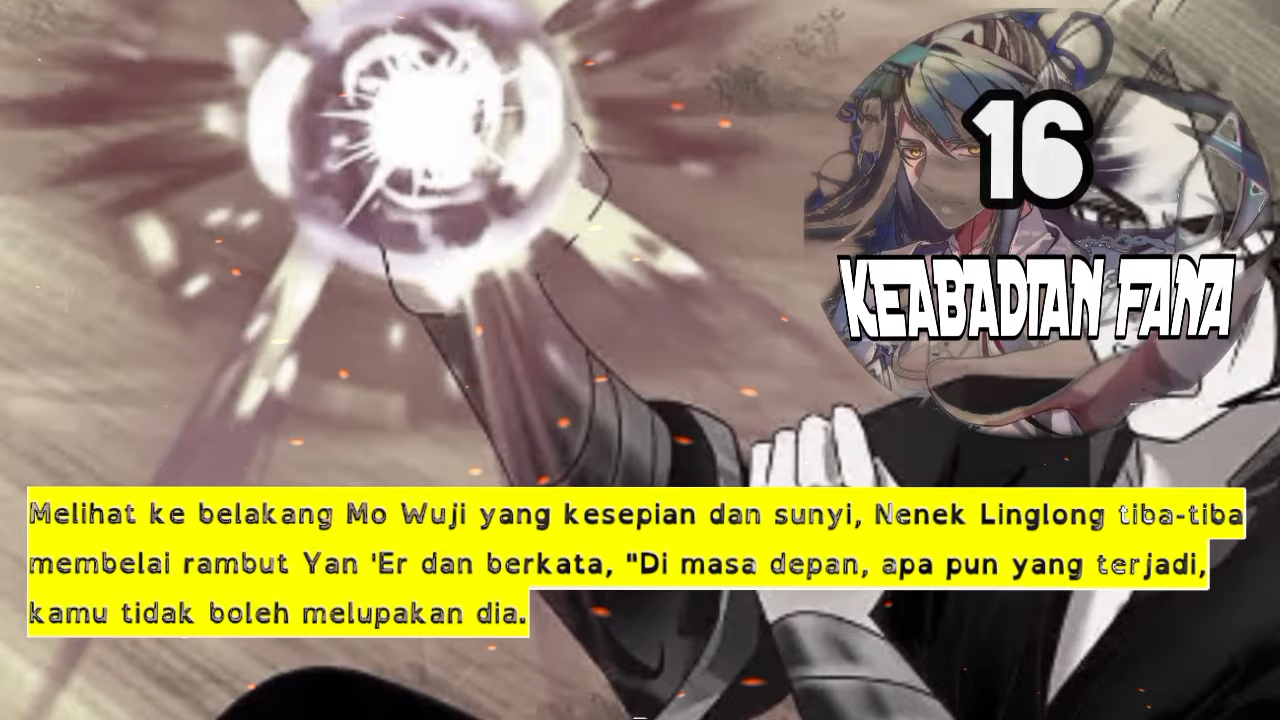 16
KEABADIAN FANA
Melihat ke belakang Mo Wuji yang kesepian dan sunyi, Nenek Linglong tiba-tiba
membelai rambut Yan 'Er dan berkata, "Di masa depan, apa pun yang terjadi,
kamu tidak boleh melupakan dia.